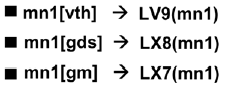 ■ mn1[vth] → LV9(mn1)
■ mn1[gds] → LX8(mn1)
■ mn1[gm] → LX7(mn1)